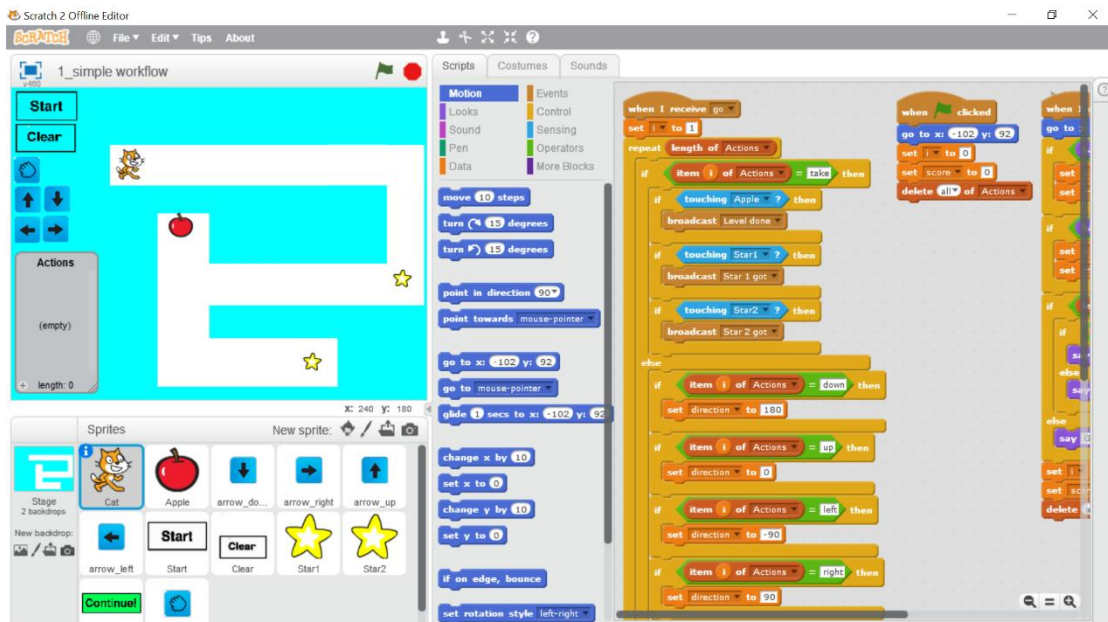 Scratch 2 Offline Editor
SCRATCH File Edit Tips About
1_simple workflow
v460
Start
Clear
Actions
(empty)
length: 0
x: 240 y: 180
Sprites
New sprite:
Stage
2 backdrops
New backdrop:
Cat
Apple
arrow_do...
arrow_right
arrow_up
arrow_left
Start
Start
Clear
Clear
Star1
Star2
Continue!
Scripts Costumes Sounds
Motion Events
Looks Control
Sound Sensing
Pen Operators
Data More Blocks
move 10 steps
turn 15 degrees
turn 15 degrees
point in direction 90
point towards mouse-pointer
go to x: -102 y: 92
go to mouse-pointer
glide 1 secs to x: -102 y: 92
change x by 10
set x to 0
change y by 10
set y to 0
if on edge, bounce
set rotation style left-right
when I receive go
set i to 1
repeat length of Actions
if item i of Actions = take then
if touching Apple ? then
broadcast Level done
if touching Star1 ? then
broadcast Star 1 got
if touching Star2 ? then
broadcast Star 2 got
else
if item i of Actions = down then
set direction to 180
if item i of Actions = up then
set direction to 0
if item i of Actions = left then
set direction to -90
if item i of Actions = right then
set direction to 90
when clicked
go to x: -102 y: 92
set i to 0
set score to 0
delete all of Actions
when I
go to
if
set
set
if
set
set
if
if
else
else
say
set i
set
delete